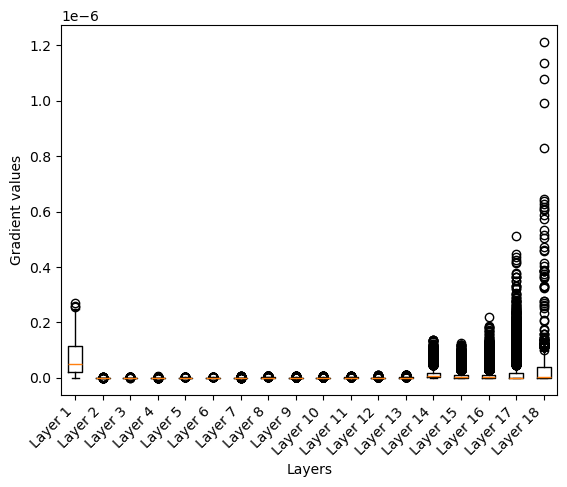 1e−6
Gradient values
1.2
1.0
0.8
0.6
0.4
0.2
0.0
Layer 1
Layer 2
Layer 3
Layer 4
Layer 5
Layer 6
Layer 7
Layer 8
Layer 9
Layer 10
Layer 11
Layer 12
Layer 13
Layer 14
Layer 15
Layer 16
Layer 17
Layer 18
Layers